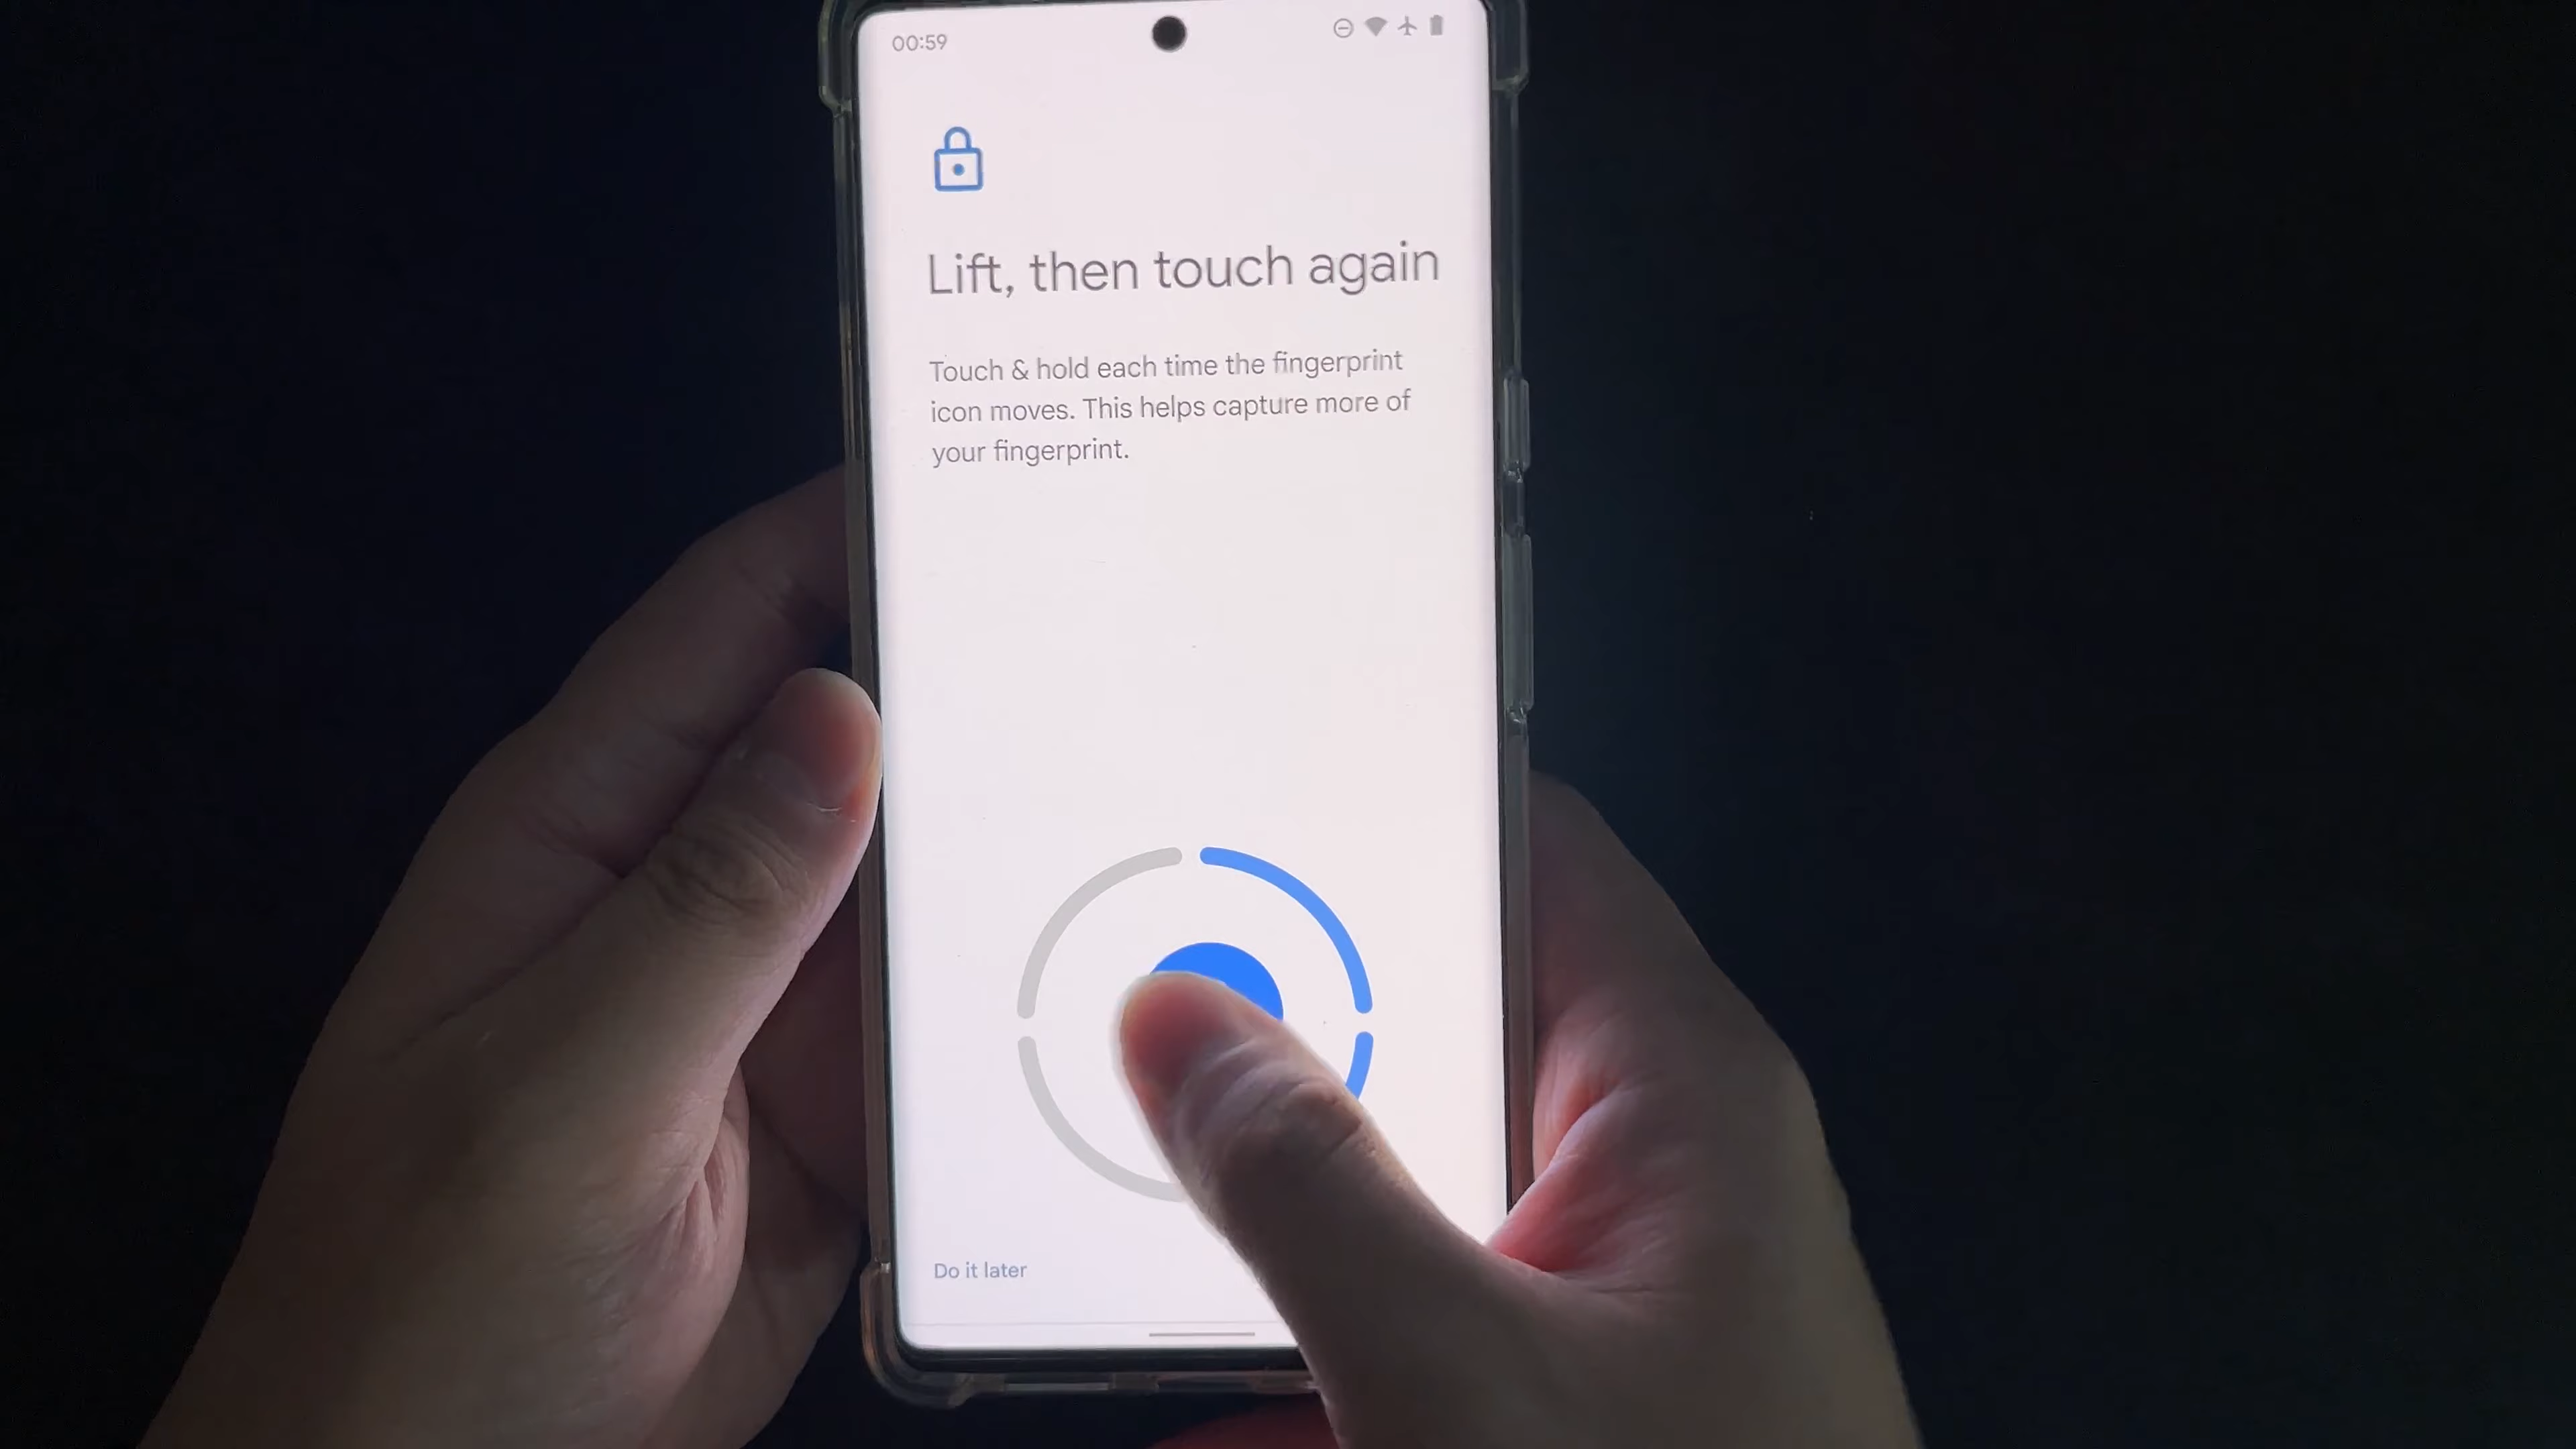 00:59
Lift, then touch again
Touch & hold each time the fingerprint
icon moves. This helps capture more of
your fingerprint.
Do it later